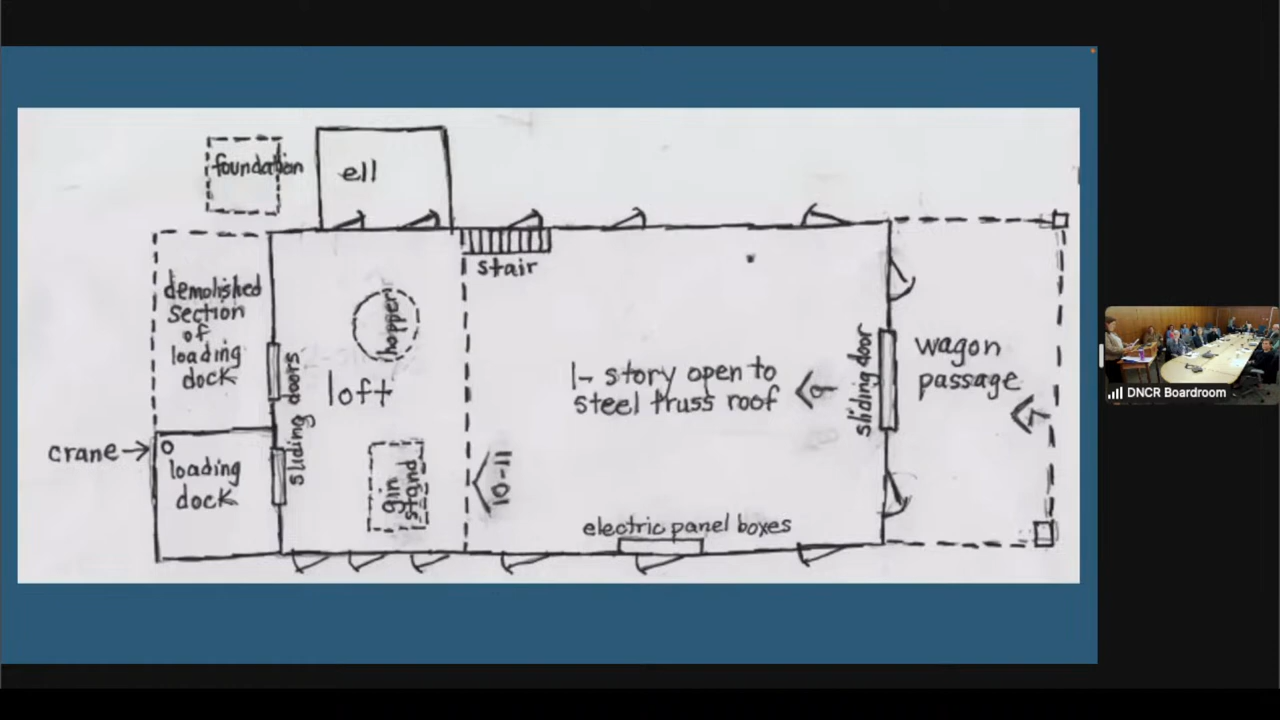 foundation
ell
stair
demolished
section
of
loading
dock
hopper
sliding doors
loft
1- story open to
steel truss roof
9
sliding door
wagon
passage
crane
loading
dock
gin
stand
10-11
electric panel boxes
DNCR Boardroom